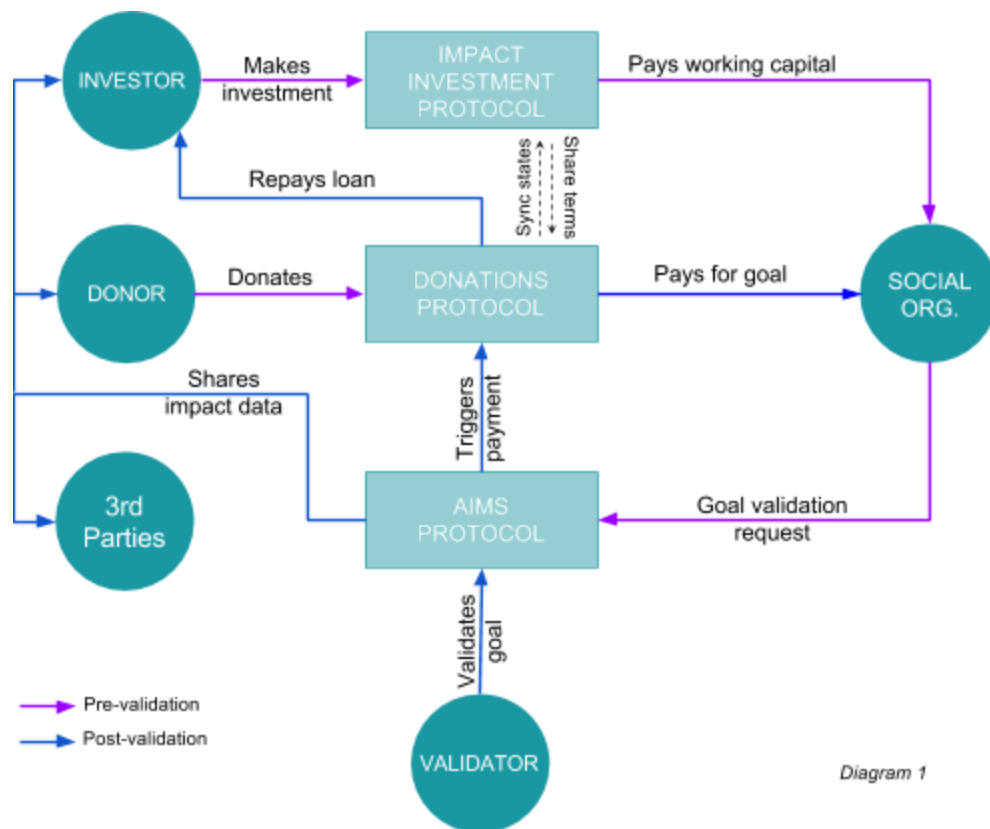 INVESTOR
Makes
investment
IMPACT
INVESTMENT
PROTOCOL
Pays working capital
Repays loan
Sync states
Share terms
DONOR
Donates
DONATIONS
PROTOCOL
Pays for goal
SOCIAL
ORG.
Shares
impact data
Triggers
payment
3rd
Parties
AIMS
PROTOCOL
Goal validation
request
Validates
goal
Pre-validation
Post-validation
VALIDATOR
Diagram 1